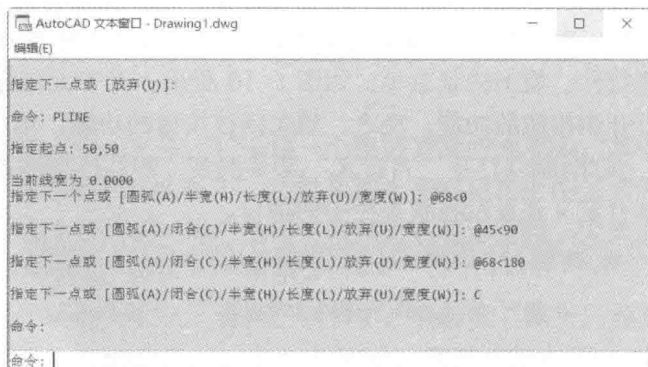 AutoCAD 文本窗口 - Drawing1.dwg
编辑(E)
指定下一点或 [放弃(U)]:
命令: PLINE
指定起点: 50,50
当前线宽为 0.0000
指定下一个点或 [圆弧(A)/半宽(H)/长度(L)/放弃(U)/宽度(W)]: @68<0
指定下一点或 [圆弧(A)/闭合(C)/半宽(H)/长度(L)/放弃(U)/宽度(W)]: @45<90
指定下一点或 [圆弧(A)/闭合(C)/半宽(H)/长度(L)/放弃(U)/宽度(W)]: @68<180
指定下一点或 [圆弧(A)/闭合(C)/半宽(H)/长度(L)/放弃(U)/宽度(W)]: C
命令:
命令: